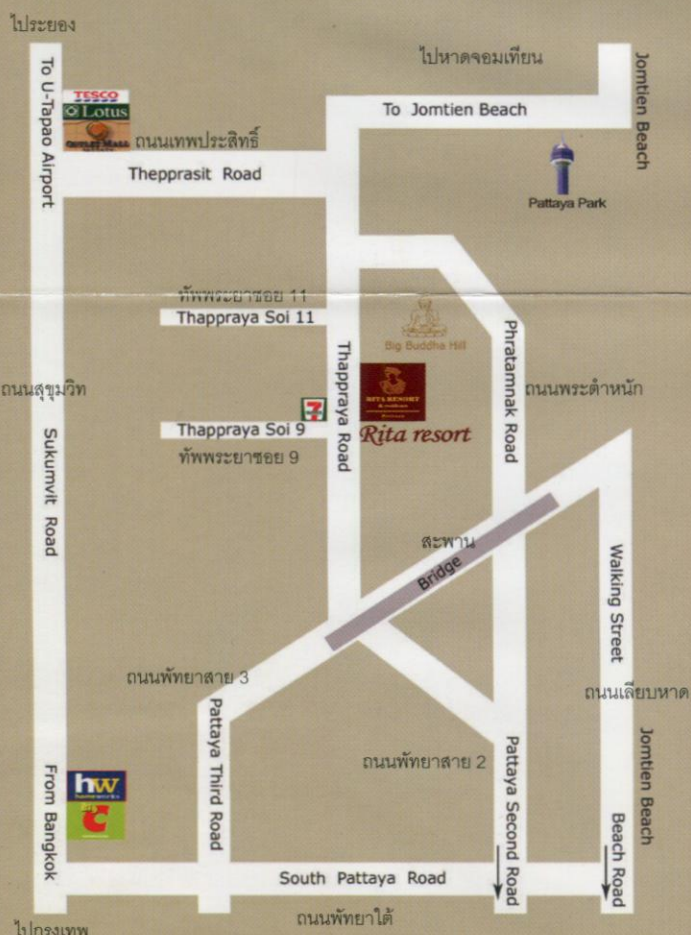 ไประยอง
To U-Tapao Airport
TESCO
Lotus
OUTLET MALL
ถนนเทพประสิทธิ์
Thepprasit Road
ไปหาดจอมเทียน
To Jomtien Beach
Jomtien Beach
Pattaya Park
ทัพพระยาซอย 11
Thappraya Soi 11
Big Buddha Hill
Thappraya Road
Phratamnak Road
RITA RESORT
Rita resort
ถนนพระตำหนัก
ถนนสุขุมวิท
7
Thappraya Soi 9
ทัพพระยาซอย 9
Sukumvit Road
สะพาน
Bridge
Walking Street
ถนนพัทยาสาย 3
ถนนเลียบหาด
Pattaya Third Road
ถนนพัทยาสาย 2
Pattaya Second Road
Jomtien Beach
Beach Road
From Bangkok
hw
Big
C
South Pattaya Road
ถนนพัทยาใต้
ไปกรุงเทพ